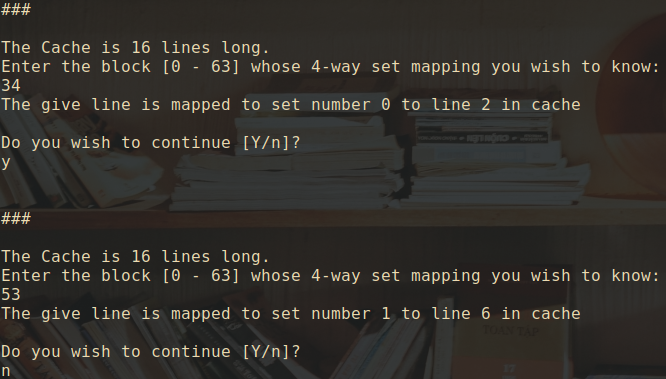 ###
The Cache is 16 lines long.
Enter the block [0 - 63] whose 4-way set mapping you wish to know:
34
The give line is mapped to set number 0 to line 2 in cache
Do you wish to continue [Y/n]?
y
###
The Cache is 16 lines long.
Enter the block [0 - 63] whose 4-way set mapping you wish to know:
53
The give line is mapped to set number 1 to line 6 in cache
TOAN TAP
Do you wish to continue [Y/n]?
n